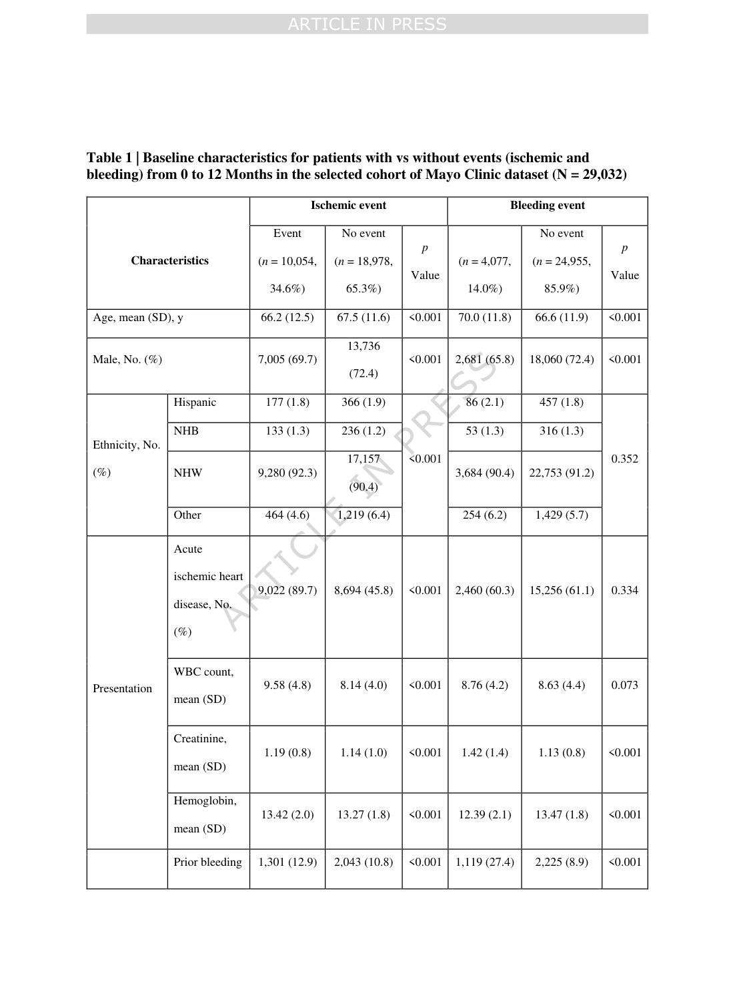 ARTICLE IN PRESS
Table 1 | Baseline characteristics for patients with vs without events (ischemic and
bleeding) from 0 to 12 Months in the selected cohort of Mayo Clinic dataset (N = 29,032)
Characteristics
Ischemic event
Bleeding event
Event
(n = 10,054,
34.6%)
No event
(n = 18,978,
65.3%)
p
Value
(n = 4,077,
14.0%)
No event
(n = 24,955,
85.9%)
p
Value
Age, mean (SD), y 66.2 (12.5) 67.5 (11.6) <0.001 70.0 (11.8) 66.6 (11.9) <0.001
Male, No. (%) 7,005 (69.7)
13,736
(72.4)
<0.001 2,681 (65.8) 18,060 (72.4) <0.001
Ethnicity, No.
(%)
Hispanic 177 (1.8) 366 (1.9)
<0.001
86 (2.1) 457 (1.8)
0.352
NHB 133 (1.3) 236 (1.2) 53 (1.3) 316 (1.3)
NHW 9,280 (92.3)
17,157
(90.4)
3,684 (90.4) 22,753 (91.2)
Other 464 (4.6) 1,219 (6.4) 254 (6.2) 1,429 (5.7)
Presentation
Acute
ischemic heart
disease, No.
(%)
9,022 (89.7) 8,694 (45.8) <0.001 2,460 (60.3) 15,256 (61.1) 0.334
WBC count,
mean (SD)
9.58 (4.8) 8.14 (4.0) <0.001 8.76 (4.2) 8.63 (4.4) 0.073
Creatinine,
mean (SD)
1.19 (0.8) 1.14 (1.0) <0.001 1.42 (1.4) 1.13 (0.8) <0.001
Hemoglobin,
mean (SD)
13.42 (2.0) 13.27 (1.8) <0.001 12.39 (2.1) 13.47 (1.8) <0.001
Prior bleeding 1,301 (12.9) 2,043 (10.8) <0.001 1,119 (27.4) 2,225 (8.9) <0.001
ARTICLE IN PRESS